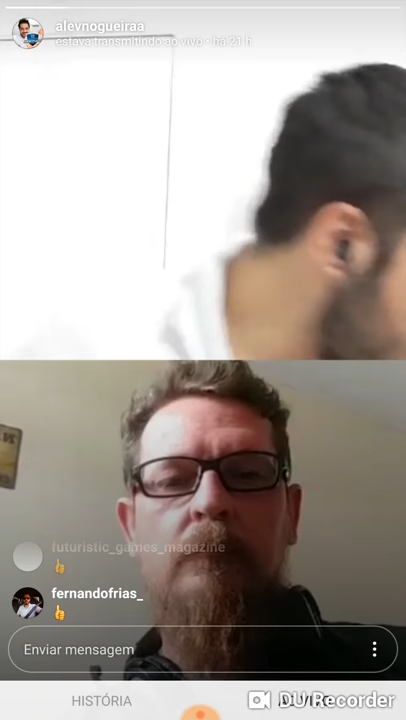 alevnogueiraa
estava transmitindo ao vivo • há 21 h
futuristic_games_magazine
fernandofrias_
Enviar mensagem
HISTÓRIA
DU Recorder